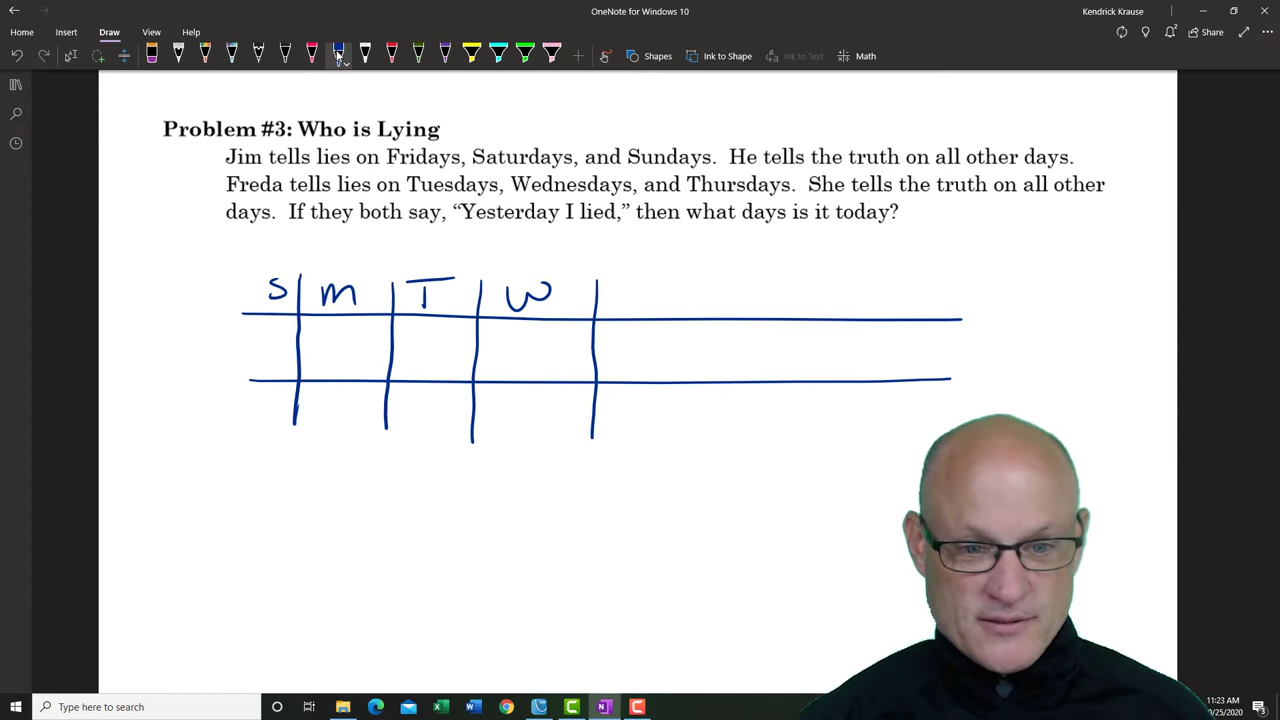 OneNote for Windows 10
Kendrick Krause
Home Insert Draw View Help
Share
Shapes Ink to Shape Ink to Text Math
Problem #3: Who is Lying
Jim tells lies on Fridays, Saturdays, and Sundays. He tells the truth on all other days.
Freda tells lies on Tuesdays, Wednesdays, and Thursdays. She tells the truth on all other
days. If they both say, “Yesterday I lied,” then what days is it today?
S m T W
Type here to search
11:23 AM
0/25/2020